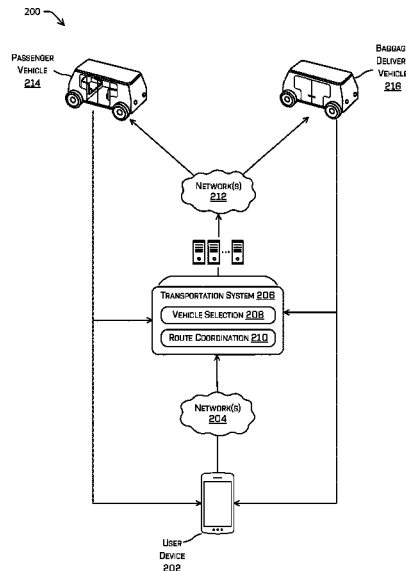 200
PASSENGER
VEHICLE
214
BAGGAG
DELIVER
VEHICLE
216
NETWORK(S)
212
TRANSPORTATION SYSTEM 206
VEHICLE SELECTION 208
ROUTE COORDINATION 210
NETWORK(S)
204
USER
DEVICE
202